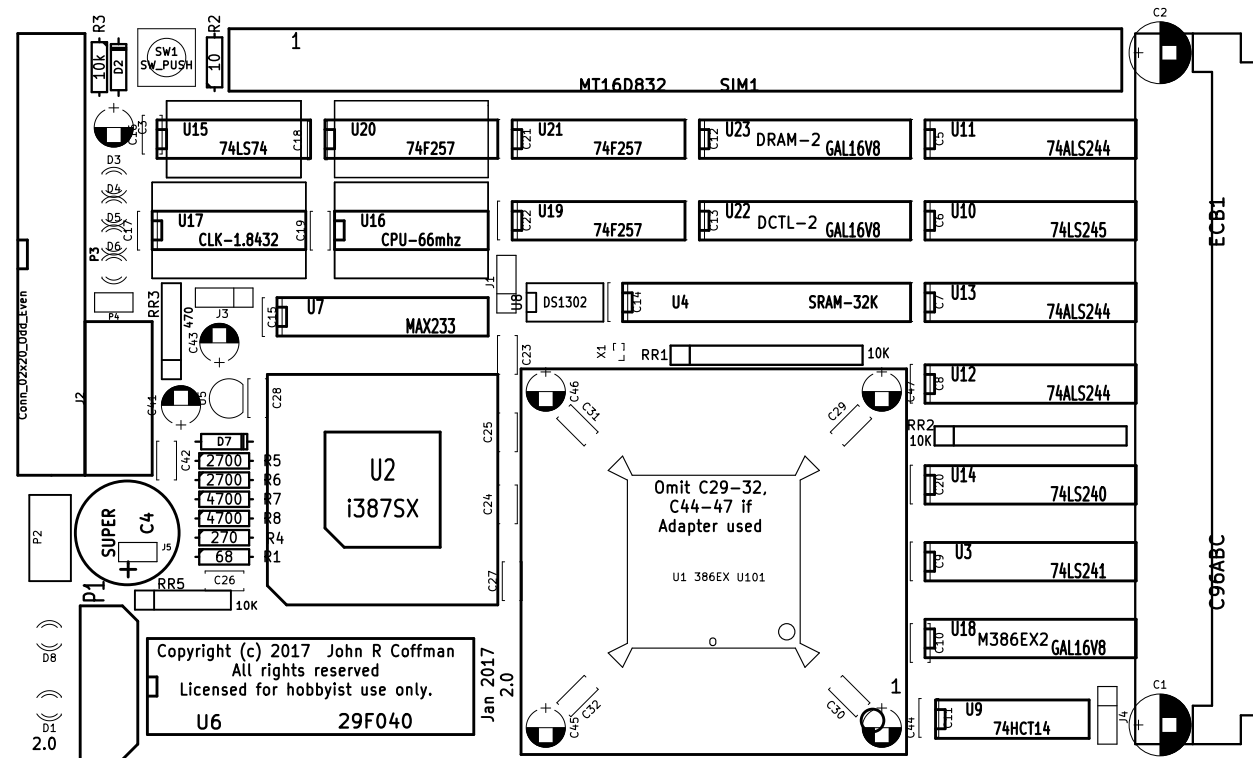 R3
10k
D2
SW1
SW_PUSH
R2
10
1
MT16D832 SIM1
C2
C16
C3
U15
74LS74
C18
U20
74F257
C21
U21
74F257
C12
U23
DRAM-2
GAL16V8
C5
U11
74ALS244
D3
D4
D5
D6
P3
P4
C17
U17
CLK-1.8432
C19
U16
CPU-66mhz
C22
U19
74F257
C13
U22
DCTL-2
GAL16V8
C6
U10
74LS245
ECB1
J1
RR3
470
J3
C43
C15
U7
MAX233
U8
DS1302
C14
U4
SRAM-32K
C7
U13
74ALS244
Conn_02x20_Odd_Even
J2
C23
X1
RR1
10K
C41
U5
C28
C46
C31
C29
C47
C8
U12
74ALS244
RR2
10K
C42
D7
2700 R5
2700 R6
4700 R7
4700 R8
270 R4
68 R1
U2
i387SX
C25
C24
C27
Omit C29-32,
C44-47 if
Adapter used
U1 386EX U101
C20
U14
74LS240
P2
SUPER
C4
+
J5
C26
RR5
10K
P1
C9
U3
74LS241
C96ABC
D8
D1
2.0
Copyright (c) 2017 John R Coffman
All rights reserved
Licensed for hobbyist use only.
U6
29F040
Jan 2017
2.0
C10
U18
M386EX2
GAL16V8
C45
C32
C30
1
C44
C11
U9
74HCT14
J4
C1